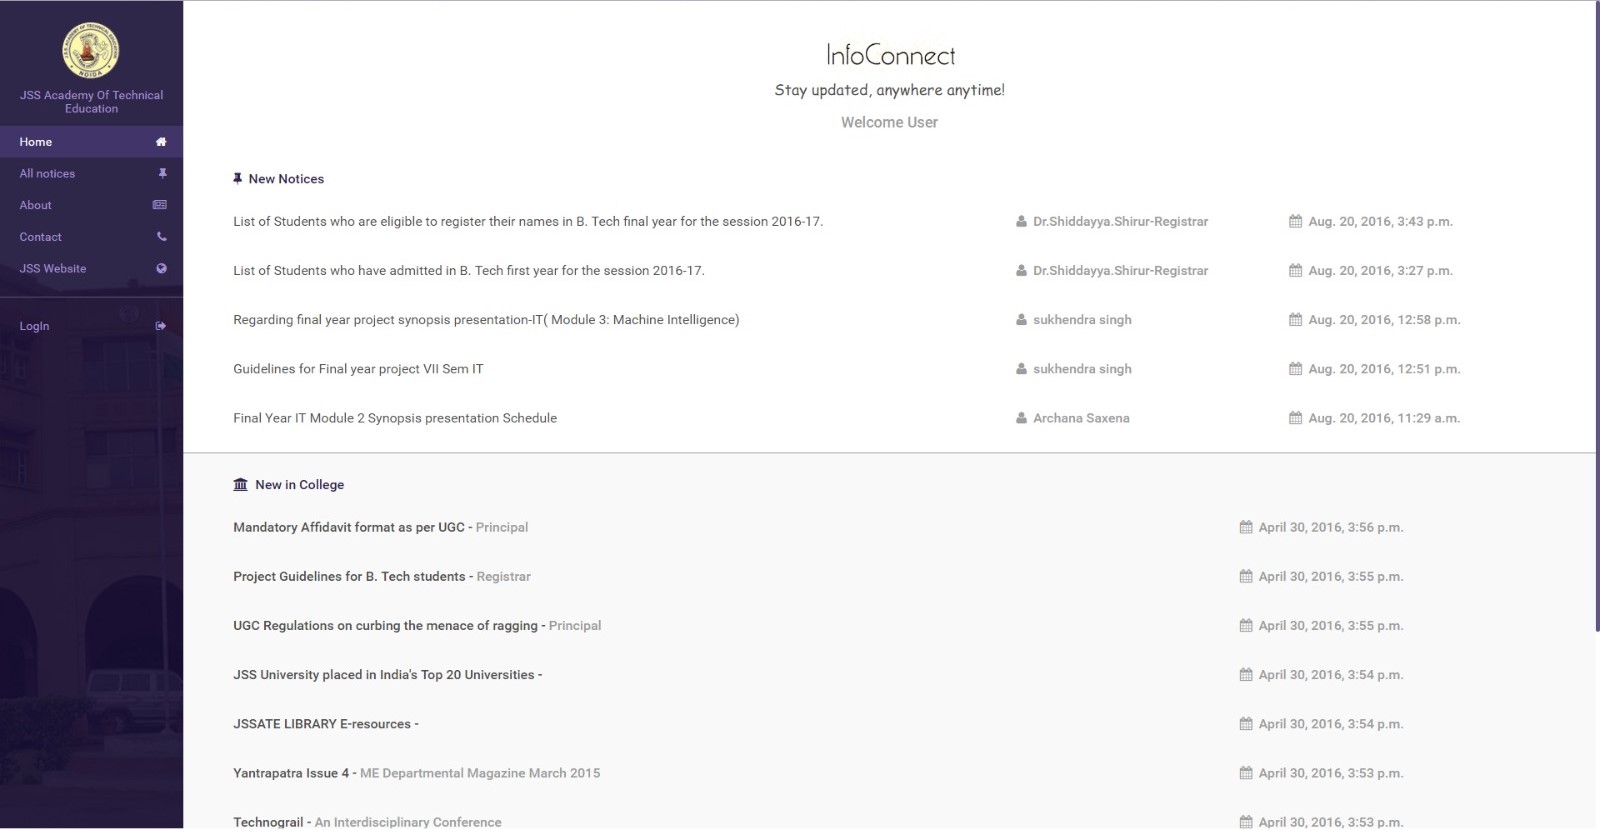 JSS ACADEMY OF TECHNICAL EDUCATION
NOIDA
JSS Academy Of Technical
Education
Home
All notices
About
Contact
JSS Website
LogIn
InfoConnect
Stay updated, anywhere anytime!
Welcome User
New Notices
List of Students who are eligible to register their names in B. Tech final year for the session 2016-17. Dr.Shiddayya.Shirur-Registrar Aug. 20, 2016, 3:43 p.m.
List of Students who have admitted in B. Tech first year for the session 2016-17. Dr.Shiddayya.Shirur-Registrar Aug. 20, 2016, 3:27 p.m.
Regarding final year project synopsis presentation-IT( Module 3: Machine Intelligence) sukhendra singh Aug. 20, 2016, 12:58 p.m.
Guidelines for Final year project VII Sem IT sukhendra singh Aug. 20, 2016, 12:51 p.m.
Final Year IT Module 2 Synopsis presentation Schedule Archana Saxena Aug. 20, 2016, 11:29 a.m.
New in College
Mandatory Affidavit format as per UGC - Principal April 30, 2016, 3:56 p.m.
Project Guidelines for B. Tech students - Registrar April 30, 2016, 3:55 p.m.
UGC Regulations on curbing the menace of ragging - Principal April 30, 2016, 3:55 p.m.
JSS University placed in India's Top 20 Universities - April 30, 2016, 3:54 p.m.
JSSATE LIBRARY E-resources - April 30, 2016, 3:54 p.m.
Yantrapatra Issue 4 - ME Departmental Magazine March 2015 April 30, 2016, 3:53 p.m.
Technograil - An Interdisciplinary Conference April 30, 2016, 3:53 p.m.